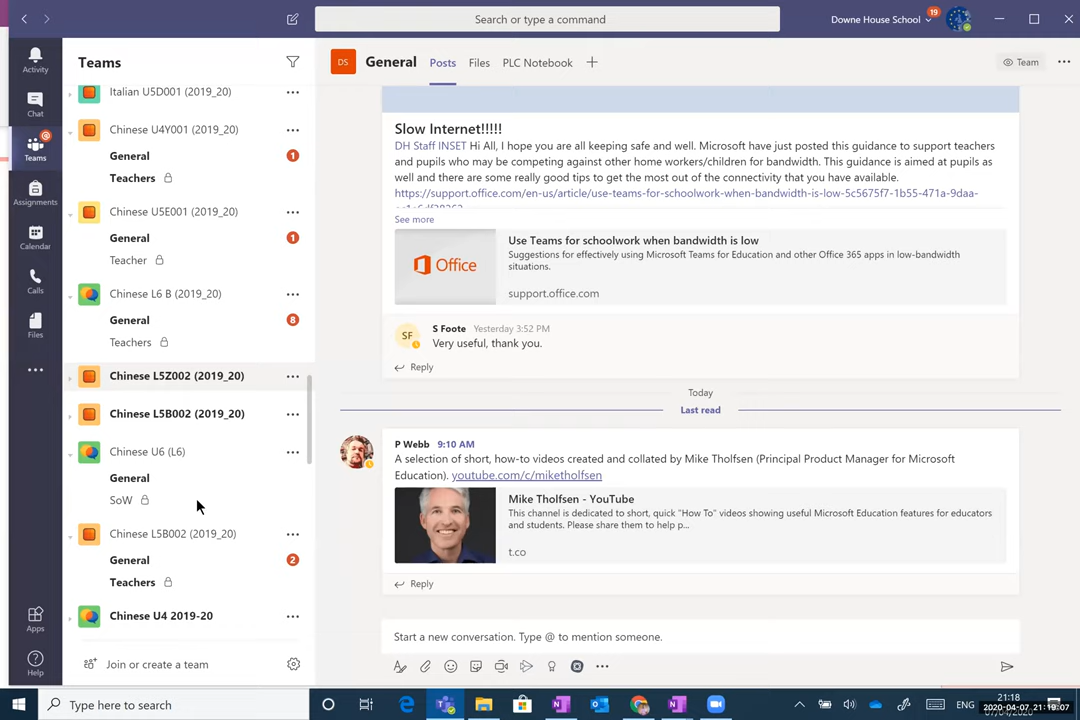 Search or type a command
Downe House School
19
Activity
Chat
Teams
Assignments
Calendar
Calls
Files
Apps
Help
Teams
Italian U5D001 (2019_20)
Chinese U4Y001 (2019_20)
General 1
Teachers
Chinese U5E001 (2019_20)
General 1
Teacher
Chinese L6 B (2019_20)
General 8
Teachers
Chinese L5Z002 (2019_20)
Chinese L5B002 (2019_20)
Chinese U6 (L6)
General
SoW
Chinese L5B002 (2019_20)
General 2
Teachers
Chinese U4 2019-20
Join or create a team
DS General Posts Files PLC Notebook Team
Slow Internet!!!!!
DH Staff INSET Hi All, I hope you are all keeping safe and well. Microsoft have just posted this guidance to support teachers
and pupils who may be competing against other home workers/children for bandwidth. This guidance is aimed at pupils as
well and there are some really good tips to get the most out of the connectivity that you have available.
https://support.office.com/en-us/article/use-teams-for-schoolwork-when-bandwidth-is-low-5c5675f7-1b55-471a-9daa-
See more
Office
Use Teams for schoolwork when bandwidth is low
Suggestions for effectively using Microsoft Teams for Education and other Office 365 apps in low-bandwidth
situations.
support.office.com
SF S Foote Yesterday 3:52 PM
Very useful, thank you.
Reply
Today
Last read
P Webb 9:10 AM
A selection of short, how-to videos created and collated by Mike Tholfsen (Principal Product Manager for Microsoft
Education). youtube.com/c/mikethofsen
Mike Tholfsen - YouTube
This channel is dedicated to short, quick "How To" videos showing useful Microsoft Education features for educators
and students. Please share them to help p...
t.co
Reply
Start a new conversation. Type @ to mention someone.
Type here to search
ENG
21:18
2020-04-07 21:19:07